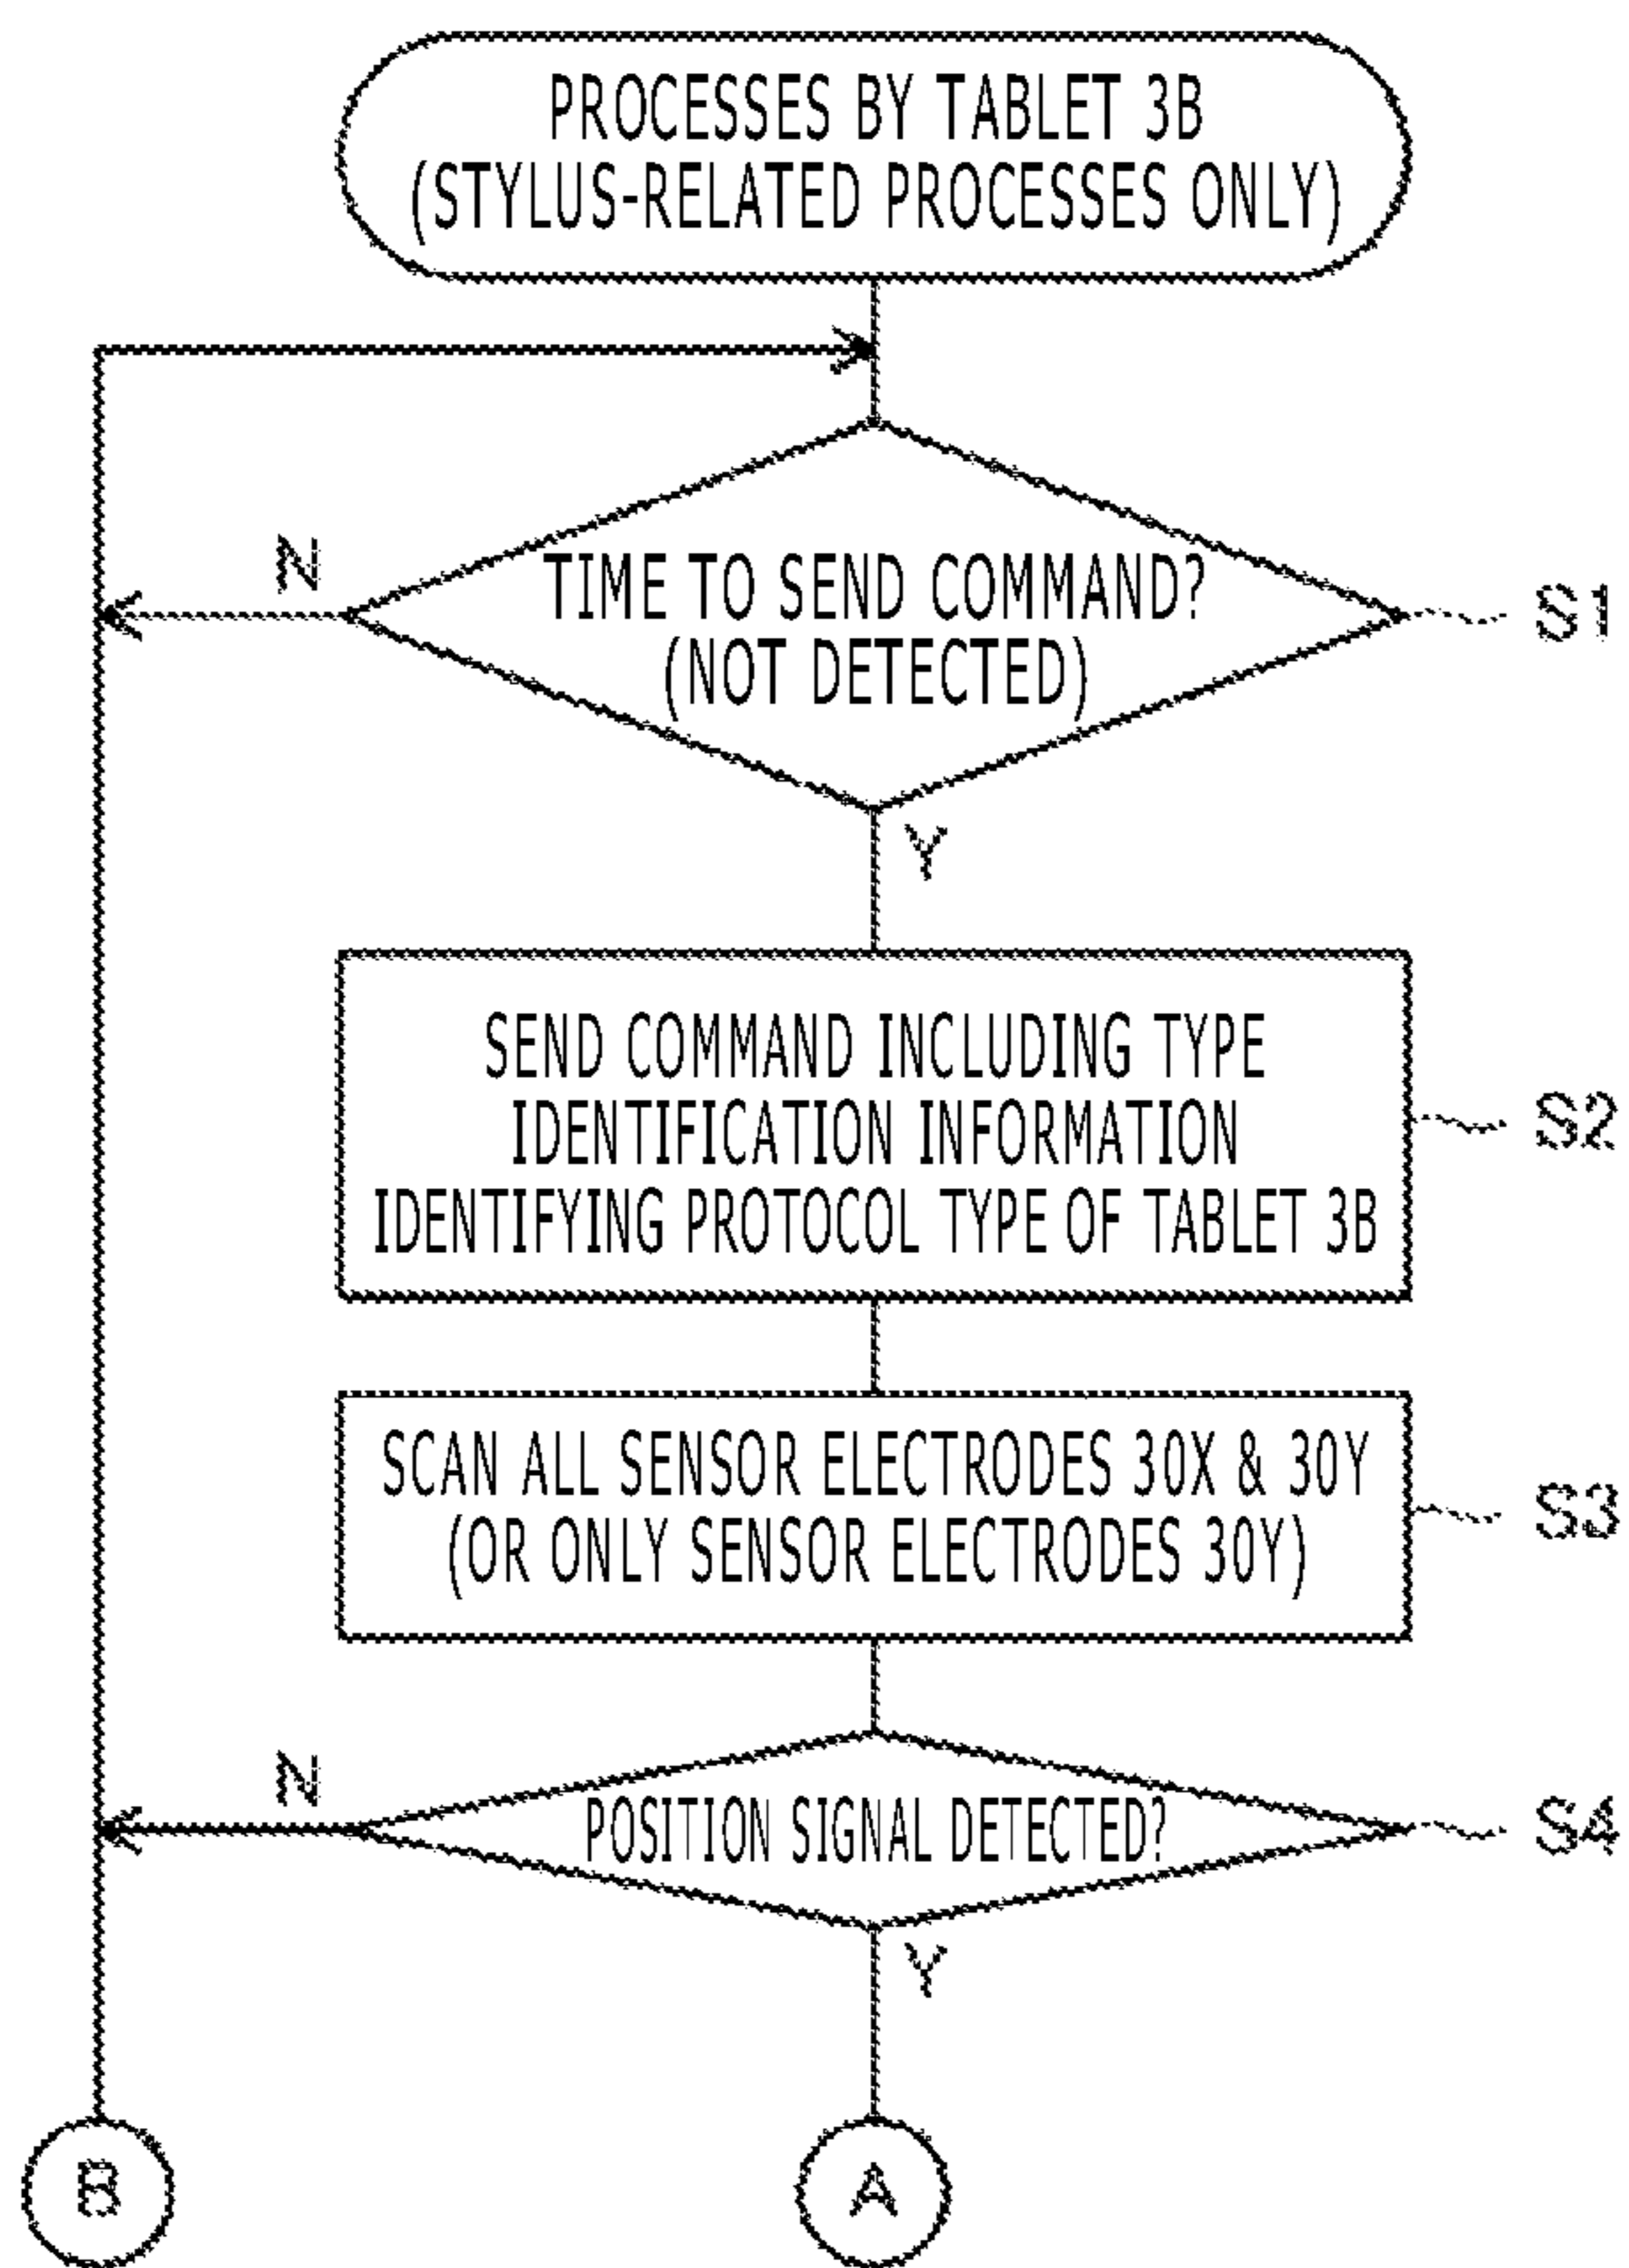 PROCESSES BY TABLET 3B
(STYLUS-RELATED PROCESSES ONLY)
N
TIME TO SEND COMMAND?
(NOT DETECTED)
S1
Y
SEND COMMAND INCLUDING TYPE
IDENTIFICATION INFORMATION
IDENTIFYING PROTOCOL TYPE OF TABLET 3B
S2
SCAN ALL SENSOR ELECTRODES 30X & 30Y
(OR ONLY SENSOR ELECTRODES 30Y)
S3
N
POSITION SIGNAL DETECTED?
S4
Y
B
A